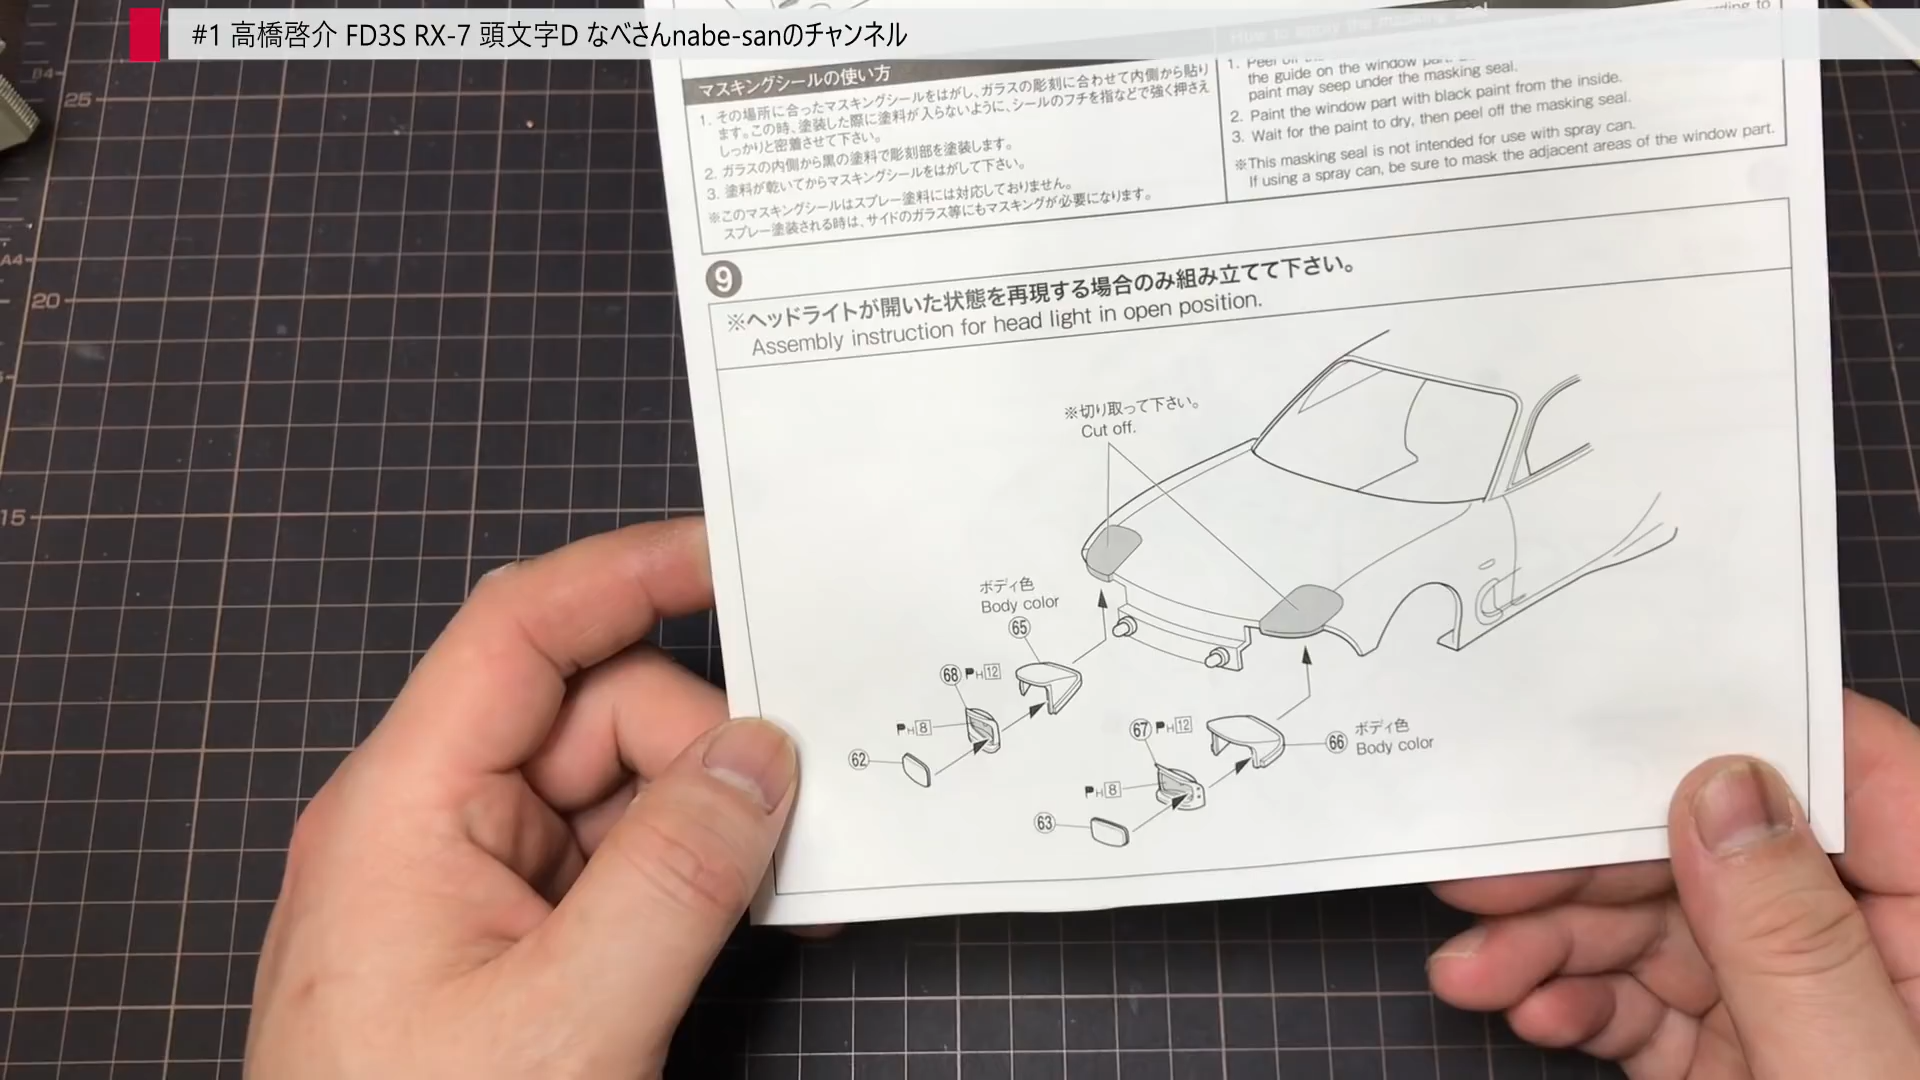 #1 高橋啓介 FD3S RX-7 頭文字D なべさんnabe-sanのチャンネル
マスキングシールの使い方
1. その場所に合ったマスキングシールをはがし、ガラスの彫刻に合わせて内側から貼り
ます。この時、塗装した際に塗料が入らないように、シールのフチを指などで強く押さえ
しっかりと密着させて下さい。
2. ガラスの内側から黒の塗料で彫刻部を塗装します。
3. 塗料が乾いてからマスキングシールをはがして下さい。
※このマスキングシールはスプレー塗料には対応しておりません。
スプレー塗装される時は、サイドのガラス等にもマスキングが必要になります。
How to apply the masking seal
1. Peel off
the guide on the window
paint may seep under the masking seal.
2. Paint the window part with black paint from the inside.
3. Wait for the paint to dry, then peel off the masking seal.
※This masking seal is not intended for use with spray can.
If using a spray can, be sure to mask the adjacent areas of the window part.
9
※ヘッドライトが開いた状態を再現する場合のみ組み立てて下さい。
Assembly instruction for head light in open position.
※切り取って下さい。
Cut off.
ボディ色
Body color
65
68 PH12
PH8
62
67 PH12
66 ボディ色
Body color
PH8
63
B4
25
A4
20
15